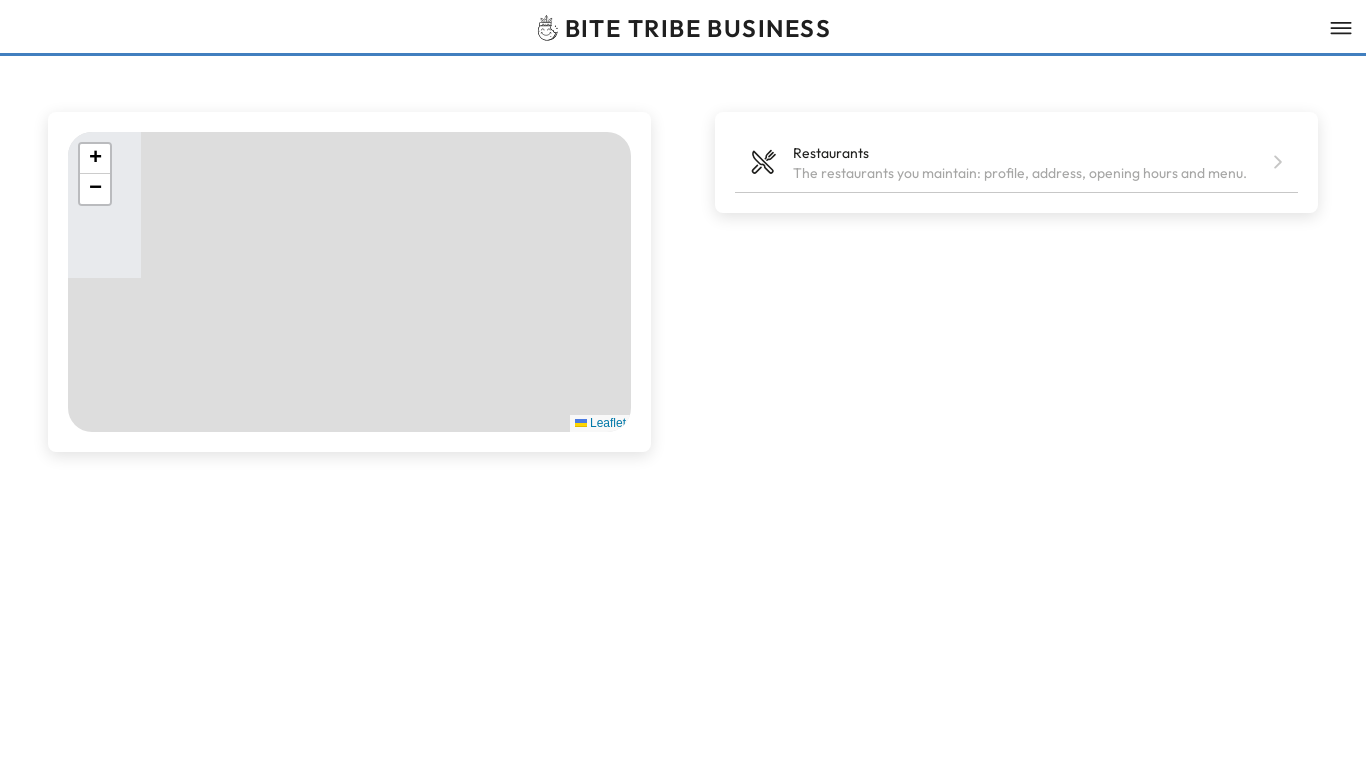 BITE TRIBE BUSINESS
+
−
Leaflet
Restaurants
The restaurants you maintain: profile, address, opening hours and menu.